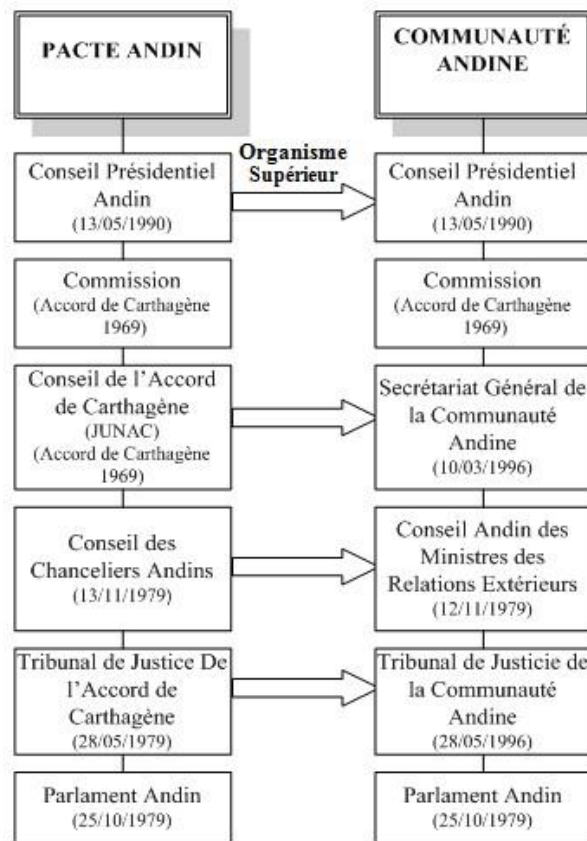 PACTE ANDIN
COMMUNAUTÉ
ANDINE
Conseil Présidentiel
Andin
(13/05/1990)
Organisme
Supérieur
Conseil Présidentiel
Andin
(13/05/1990)
Commission
(Accord de Carthagène
1969)
Commission
(Accord de Carthagène
1969)
Conseil de l'Accord
de Carthagène
(JUNAC)
(Accord de Carthagène
1969)
Secrétariat Général de
la Communauté
Andine
(10/03/1996)
Conseil des
Chanceliers Andins
(13/11/1979)
Conseil Andin des
Ministres des
Relations Extérieurs
(12/11/1979)
Tribunal de Justice De
l'Accord de
Carthagène
(28/05/1979)
Tribunal de Justicie de
la Communauté
Andine
(28/05/1996)
Parlament Andin
(25/10/1979)
Parlament Andin
(25/10/1979)